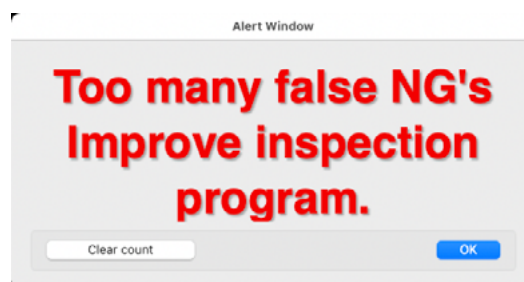 Alert Window
Too many false NG's
Improve inspection
program.
Clear count
OK